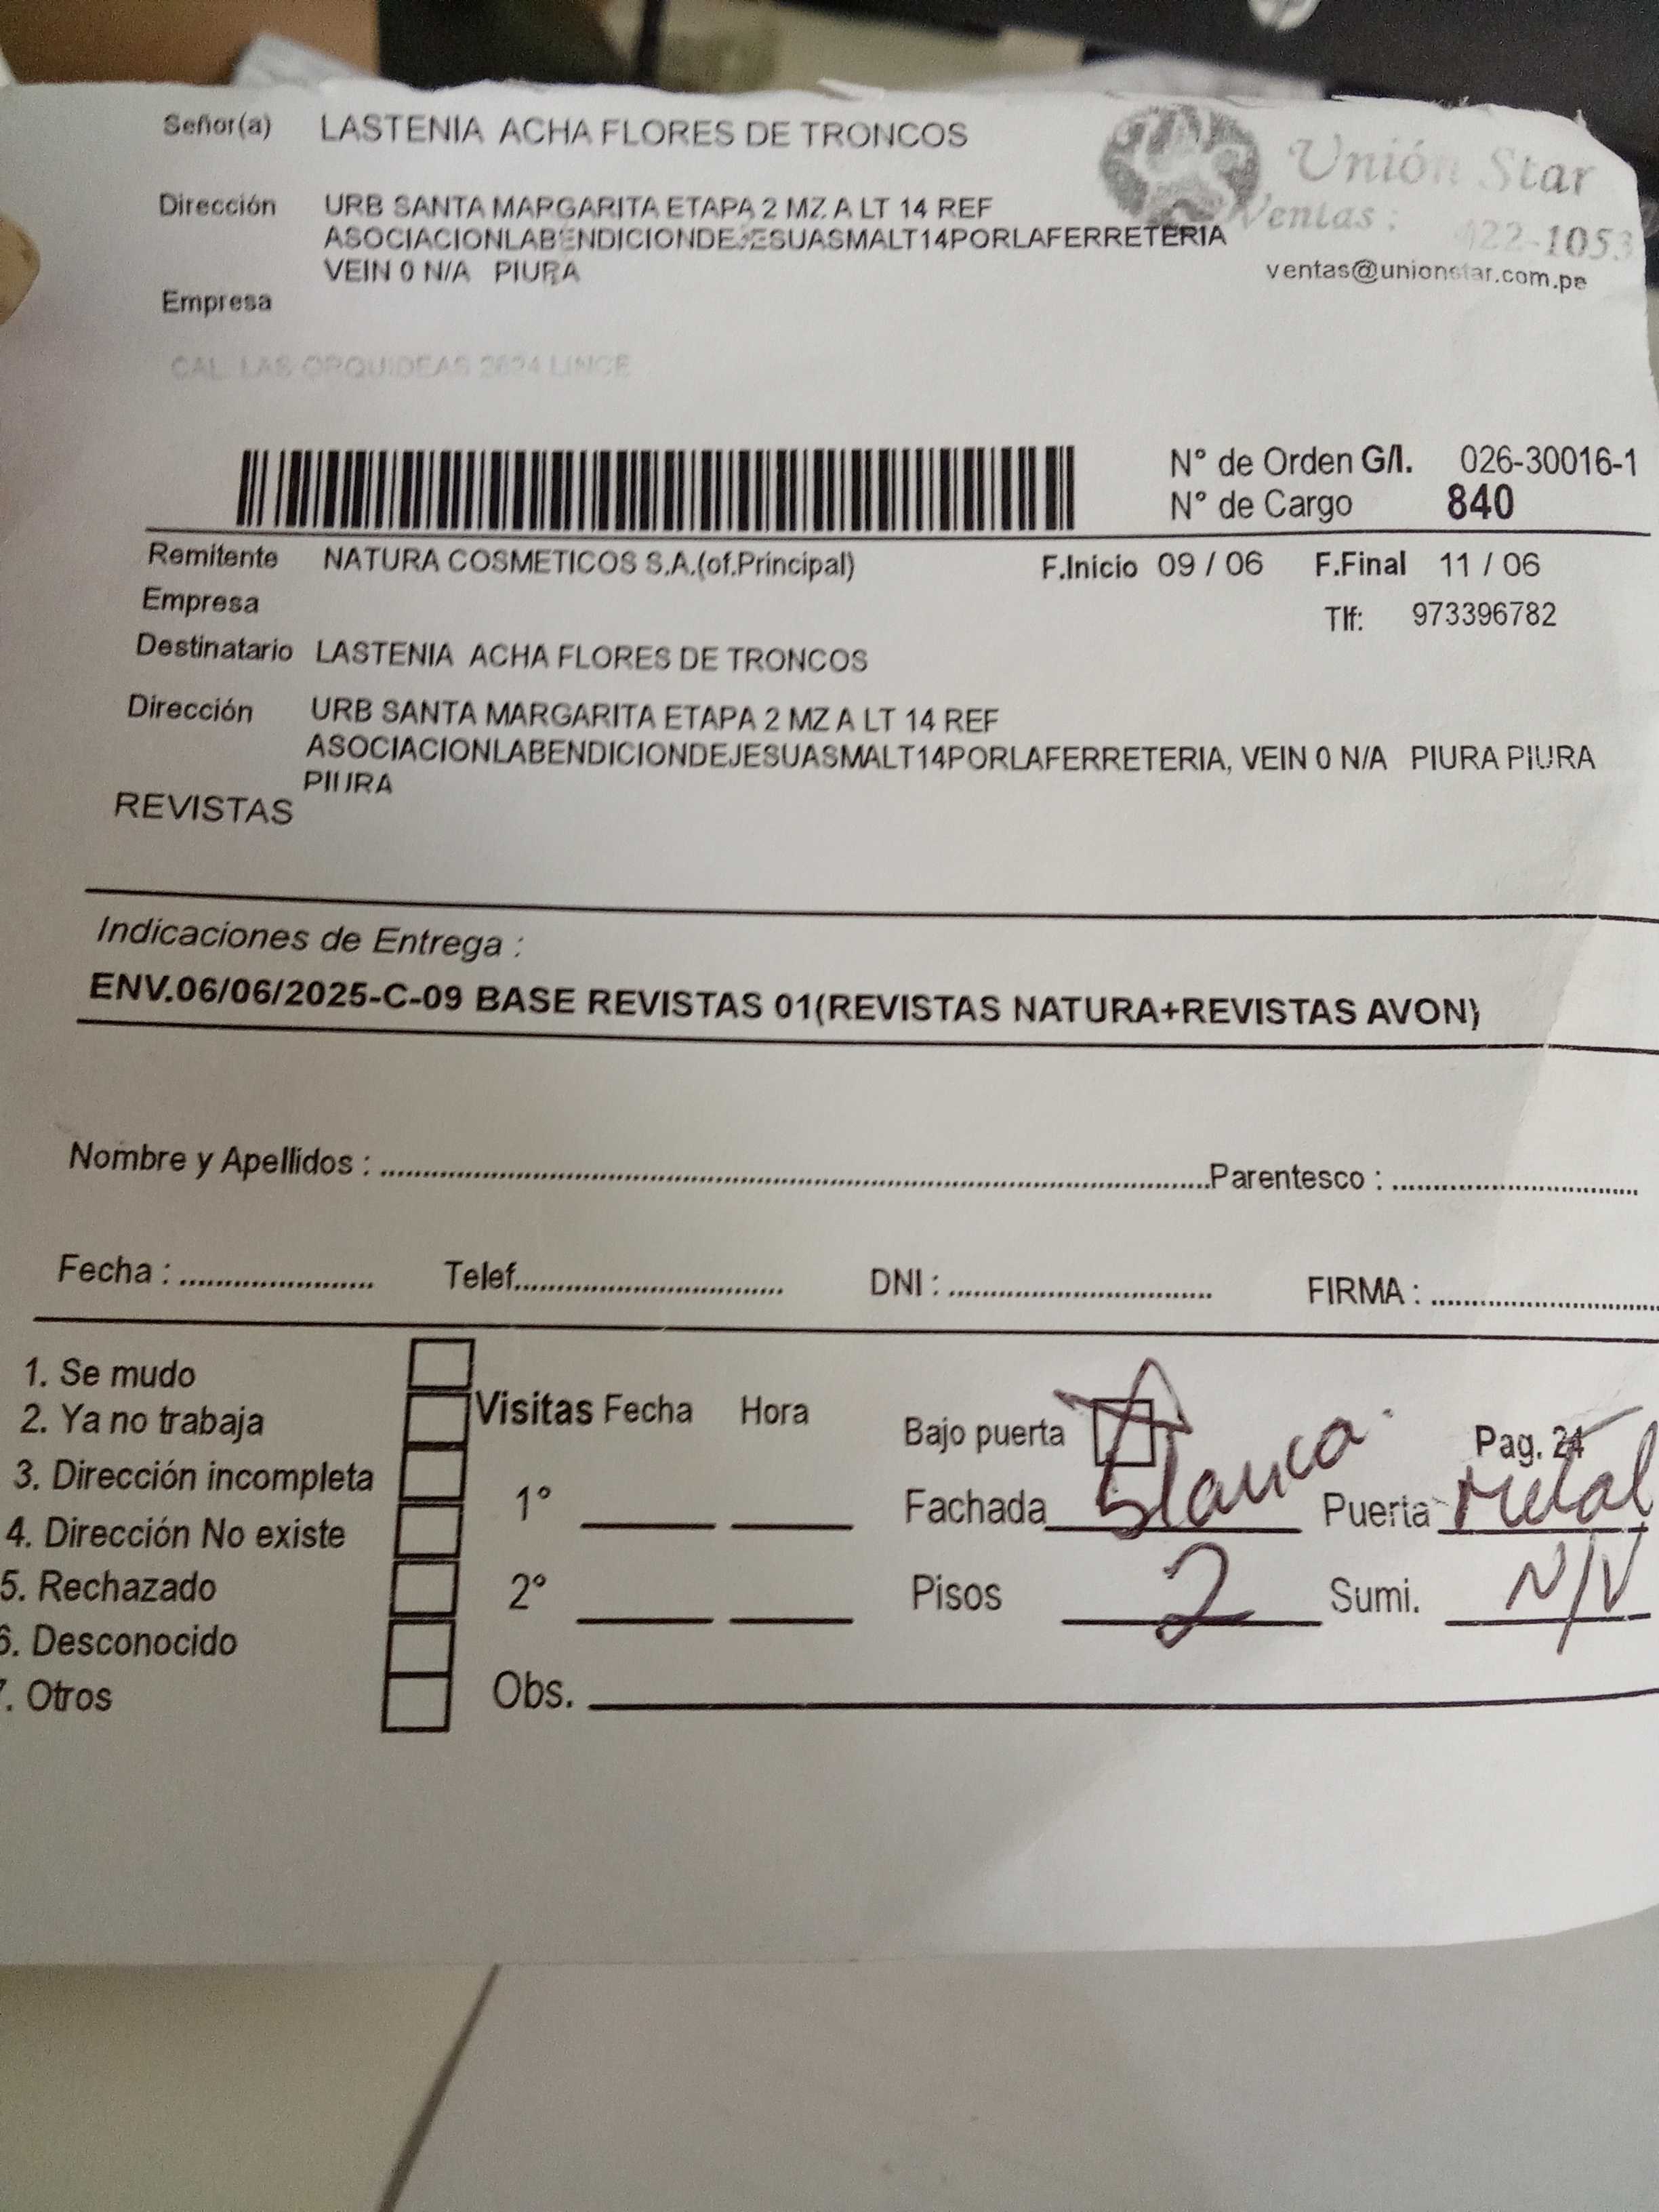 Señor(a) LASTENIA ACHA FLORES DE TRONCOS
Unión Star
Dirección URB SANTA MARGARITA ETAPA 2 MZ A LT 14 REF
Ventas : 422-1053
ASOCIACIONLABENDICIONDEJESUASMALT14PORLAFERRETERIA
VEIN 0 N/A PIURA
ventas@unionstar.com.pe
Empresa
CAL. LAS ORQUIDEAS 2624 LINCE
N° de Orden G/I. 026-30016-1
N° de Cargo 840
Remitente NATURA COSMETICOS S.A.(of.Principal) F.Inicio 09 / 06 F.Final 11 / 06
Empresa
Tlf: 973396782
Destinatario LASTENIA ACHA FLORES DE TRONCOS
Dirección URB SANTA MARGARITA ETAPA 2 MZ A LT 14 REF
ASOCIACIONLABENDICIONDEJESUASMALT14PORLAFERRETERIA, VEIN 0 N/A PIURA PIURA
PIURA
REVISTAS
Indicaciones de Entrega :
ENV.06/06/2025-C-09 BASE REVISTAS 01(REVISTAS NATURA+REVISTAS AVON)
Nombre y Apellidos : Parentesco :
Fecha : Telef. DNI : FIRMA :
1. Se mudo
2. Ya no trabaja
3. Dirección incompleta
4. Dirección No existe
5. Rechazado
6. Desconocido
7. Otros
Visitas Fecha Hora
1°
2°
Obs.
Bajo puerta
Pag. 24
Fachada Blanca Puerta Metal
Pisos 2 Sumi. N/V